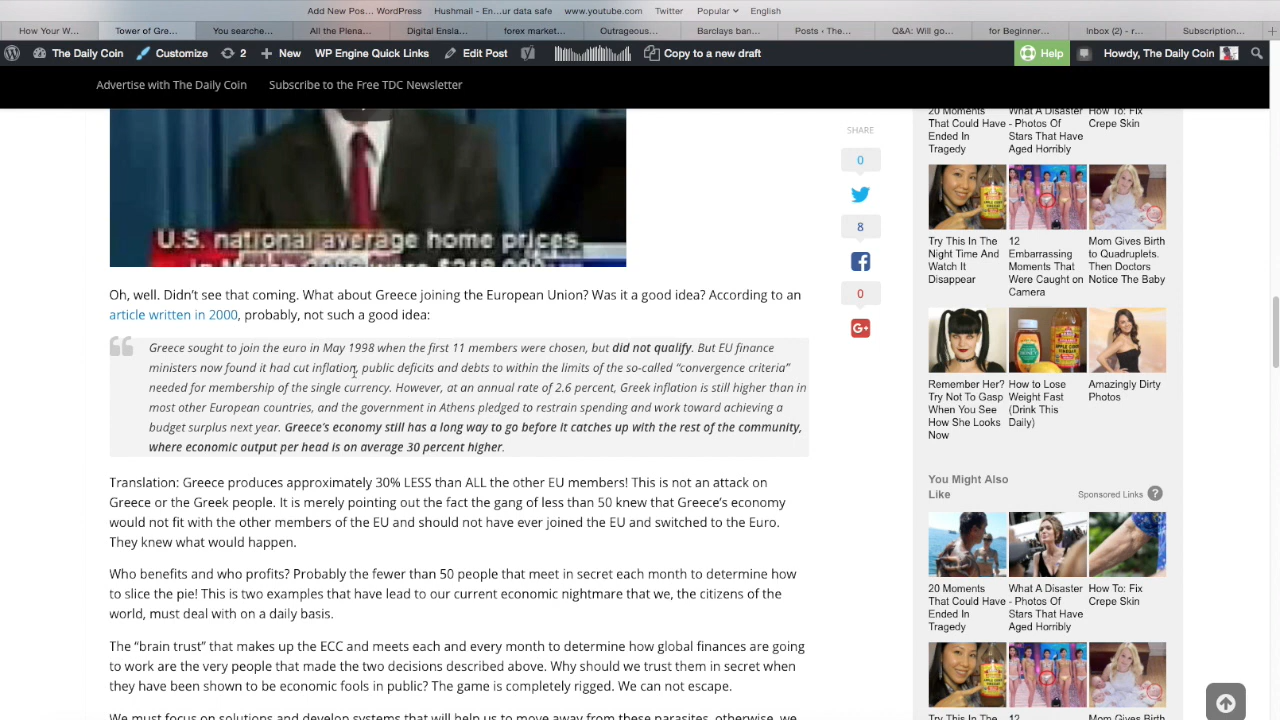 Add New Pos... WordPress Hushmail - En...ur data safe www.youtube.com Twitter Popular English
How Your W... Tower of Gre... You searche... All the Plena... Digital Ensla... forex market... Outrageous... Barclays ban... Posts ‹ The... Q&A: Will go... for Beginner... Inbox (2) - r... Subscription...
The Daily Coin Customize 2 New WP Engine Quick Links Edit Post Copy to a new draft Help Howdy, The Daily Coin
Advertise with The Daily Coin Subscribe to the Free TDC Newsletter
U.S. national average home prices
Oh, well. Didn't see that coming. What about Greece joining the European Union? Was it a good idea? According to an
article written in 2000, probably, not such a good idea:
Greece sought to join the euro in May 1998 when the first 11 members were chosen, but did not qualify. But EU finance
ministers now found it had cut inflation, public deficits and debts to within the limits of the so-called “convergence criteria”
needed for membership of the single currency. However, at an annual rate of 2.6 percent, Greek inflation is still higher than in
most other European countries, and the government in Athens pledged to restrain spending and work toward achieving a
budget surplus next year. Greece's economy still has a long way to go before it catches up with the rest of the community,
where economic output per head is on average 30 percent higher.
Translation: Greece produces approximately 30% LESS than ALL the other EU members! This is not an attack on
Greece or the Greek people. It is merely pointing out the fact the gang of less than 50 knew that Greece's economy
would not fit with the other members of the EU and should not have ever joined the EU and switched to the Euro.
They knew what would happen.
Who benefits and who profits? Probably the fewer than 50 people that meet in secret each month to determine how
to slice the pie! This is two examples that have lead to our current economic nightmare that we, the citizens of the
world, must deal with on a daily basis.
The “brain trust” that makes up the ECC and meets each and every month to determine how global finances are going
to work are the very people that made the two decisions described above. Why should we trust them in secret when
they have been shown to be economic fools in public? The game is completely rigged. We can not escape.
We must focus on solutions and develop systems that will help us to move away from these parasites, otherwise, we
SHARE
0
8
0
20 Moments
That Could Have
Ended In
Tragedy
What A Disaster
- Photos Of
Stars That Have
Aged Horribly
How To: Fix
Crepe Skin
Try This In The
Night Time And
Watch It
Disappear
12
Embarrassing
Moments That
Were Caught on
Camera
Mom Gives Birth
to Quadruplets.
Then Doctors
Notice The Baby
Remember Her?
Try Not To Gasp
When You See
How She Looks
Now
How to Lose
Weight Fast
(Drink This
Daily)
Amazingly Dirty
Photos
You Might Also
Like
Sponsored Links ?
20 Moments
That Could Have
Ended In
Tragedy
What A Disaster
- Photos Of
Stars That Have
Aged Horribly
How To: Fix
Crepe Skin